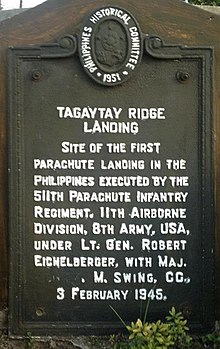 PHILIPPINES HISTORICAL COMMITTEE
1951
TAGAYTAY RIDGE
LANDING
SITE OF THE FIRST
PARACHUTE LANDING IN THE
PHILIPPINES EXECUTED BY THE
511TH PARACHUTE INFANTRY
REGIMENT, 11TH AIRBORNE
DIVISION, 8TH ARMY, USA,
UNDER LT. GEN. ROBERT
EICHELBERGER, WITH MAJ.
. M. SWING, CG.
3 FEBRUARY 1945.